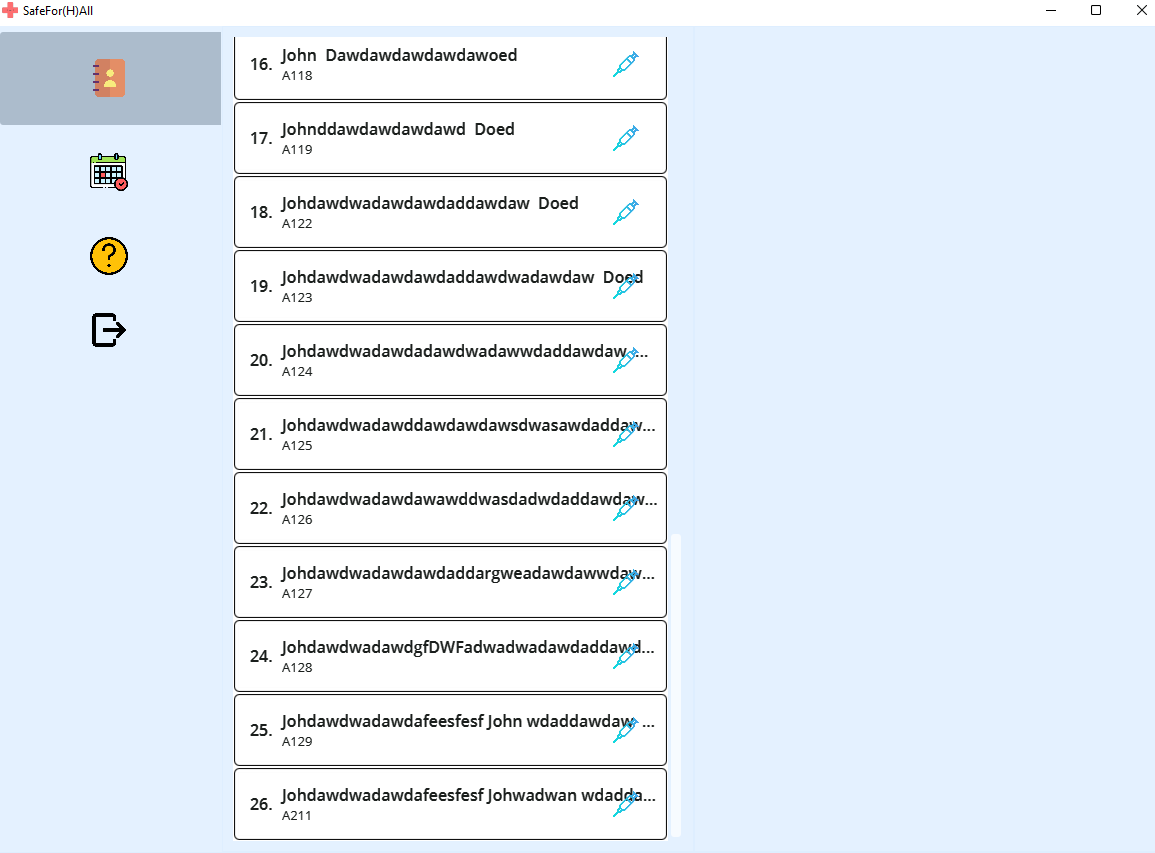 SafeFor(H)All
16. John Dawdawdawdawdawoed
A118
17. Johnddawdawdawdawd Doed
A119
18. Johdawdwadawdawdaddawdaw Doed
A122
19. Johdawdwadawdawdaddawdwadawdaw Doed
A123
20. Johdawdwadawdadawdwadawwdaddawdaw ...
A124
21. Johdawdwadawddawdawdawsdwasawdaddaw...
A125
22. Johdawdwadawdawawddwasdadwdaddawdaw...
A126
23. Johdawdwadawdawdaddargweadawdawwdaw...
A127
24. JohdawdwadawdgfDWFadwadwadawdaddawd...
A128
25. Johdawdwadawdafeesfesf John wdaddawdaw ...
A129
26. Johdawdwadawdafeesfesf Johwadwan wdadda...
A211